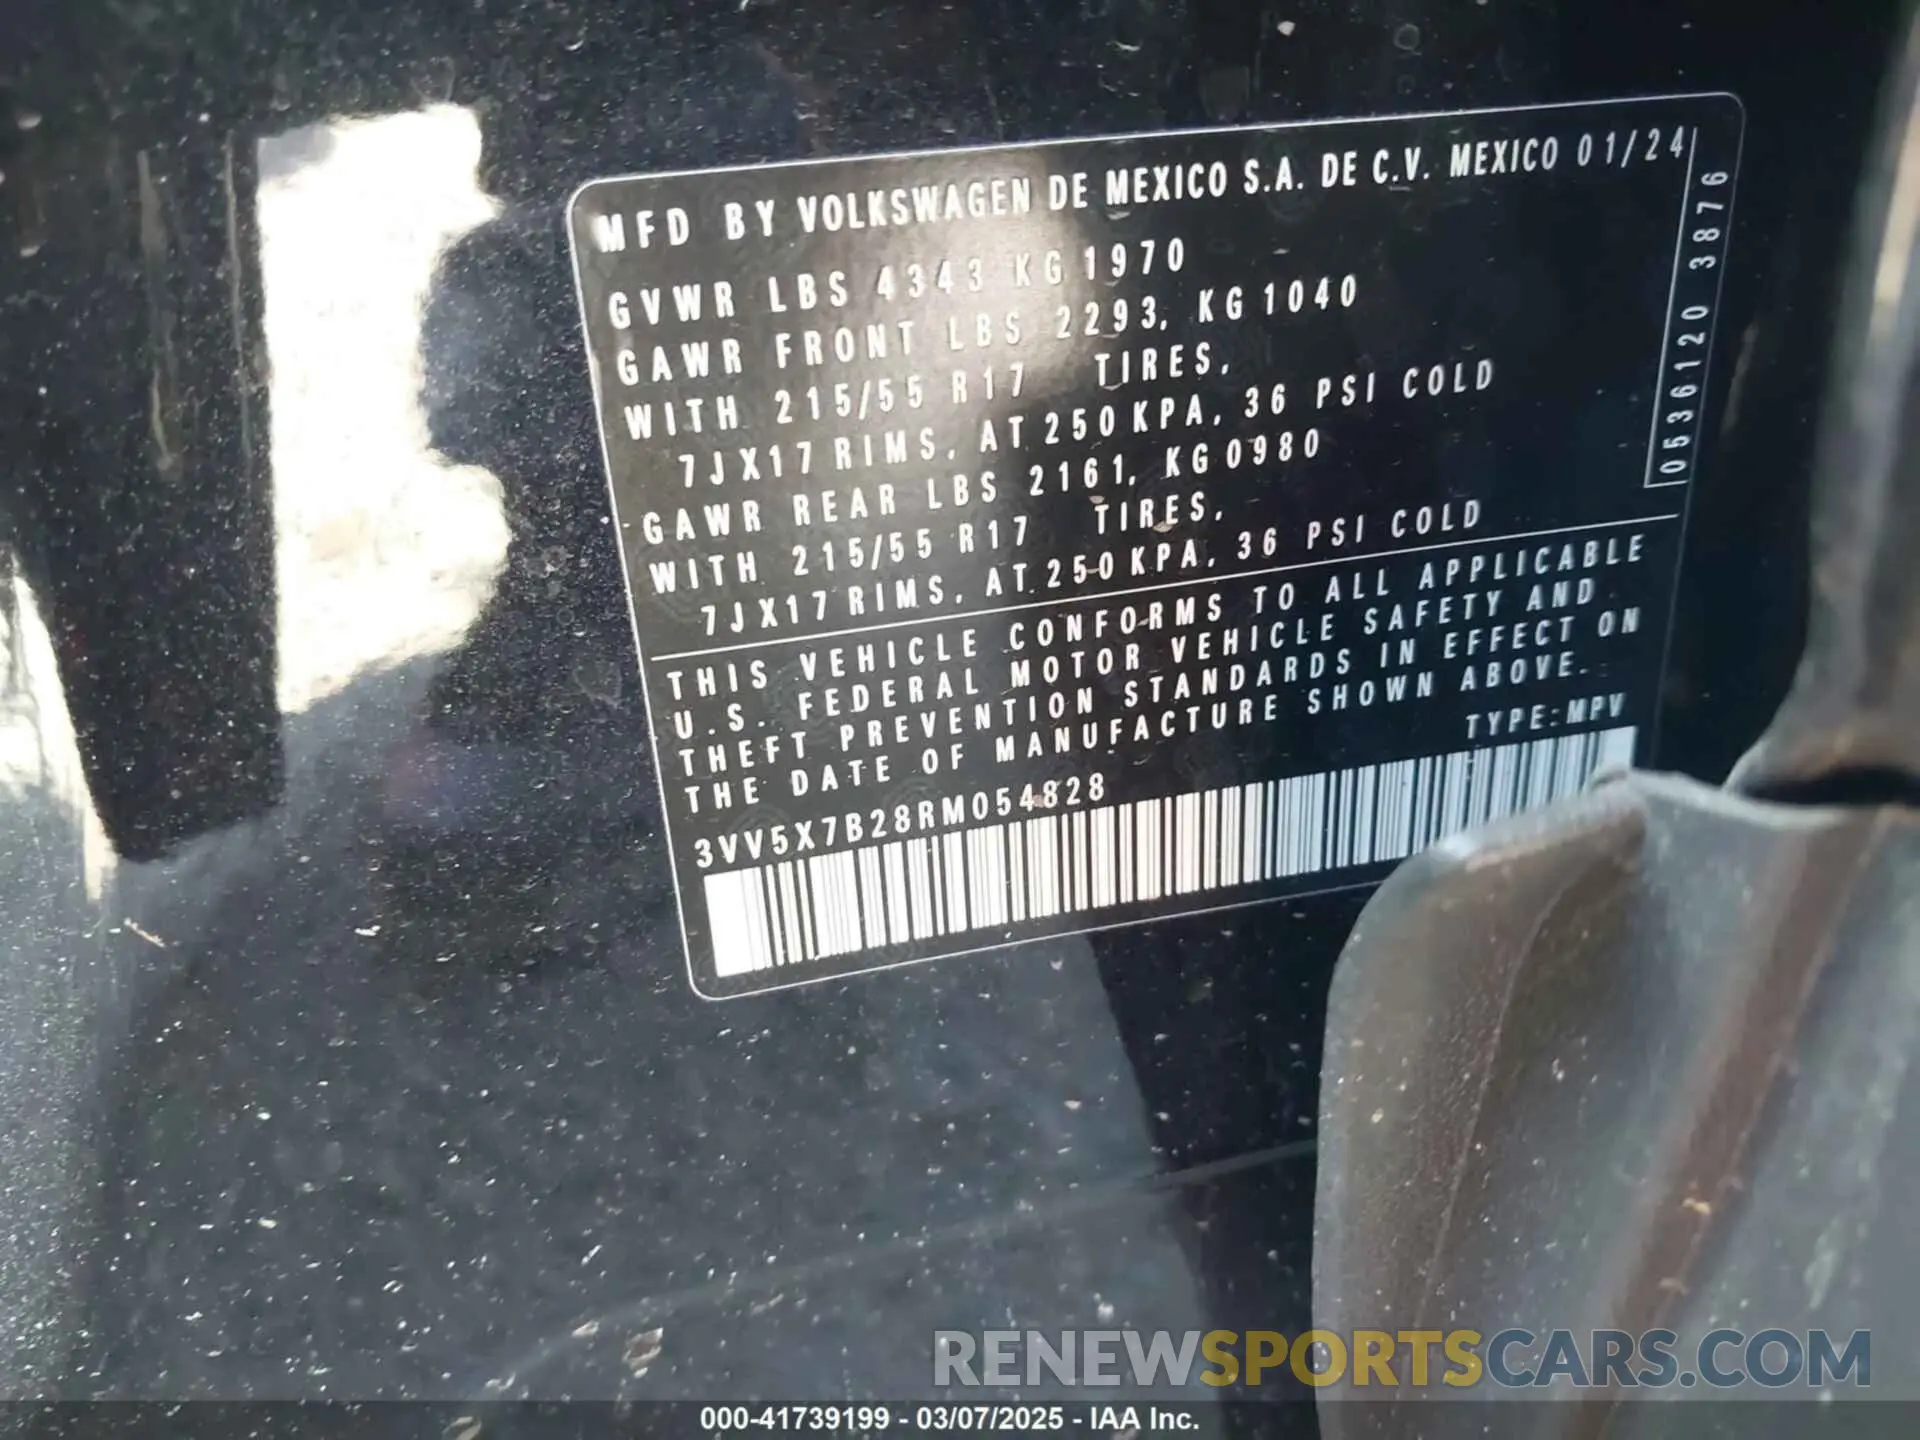 MFD BY VOLKSWAGEN DE MEXICO S.A. DE C.V. MEXICO 01/24
GVWR LBS 4343 KG 1970
GAWR FRONT LBS 2293, KG 1040
WITH 215/55 R17 TIRES,
7JX17 RIMS, AT 250 KPA, 36 PSI COLD
GAWR REAR LBS 2161, KG 0980
WITH 215/55 R17 TIRES,
7JX17 RIMS, AT 250 KPA, 36 PSI COLD
THIS VEHICLE CONFORMS TO ALL APPLICABLE
U.S. FEDERAL MOTOR VEHICLE SAFETY AND
THEFT PREVENTION STANDARDS IN EFFECT ON
THE DATE OF MANUFACTURE SHOWN ABOVE.
TYPE:MPV
3VV5X7B28RM054828
0536120 3876
RENEWSPORTSCARS.COM
000-41739199 - 03/07/2025 - IAA Inc.